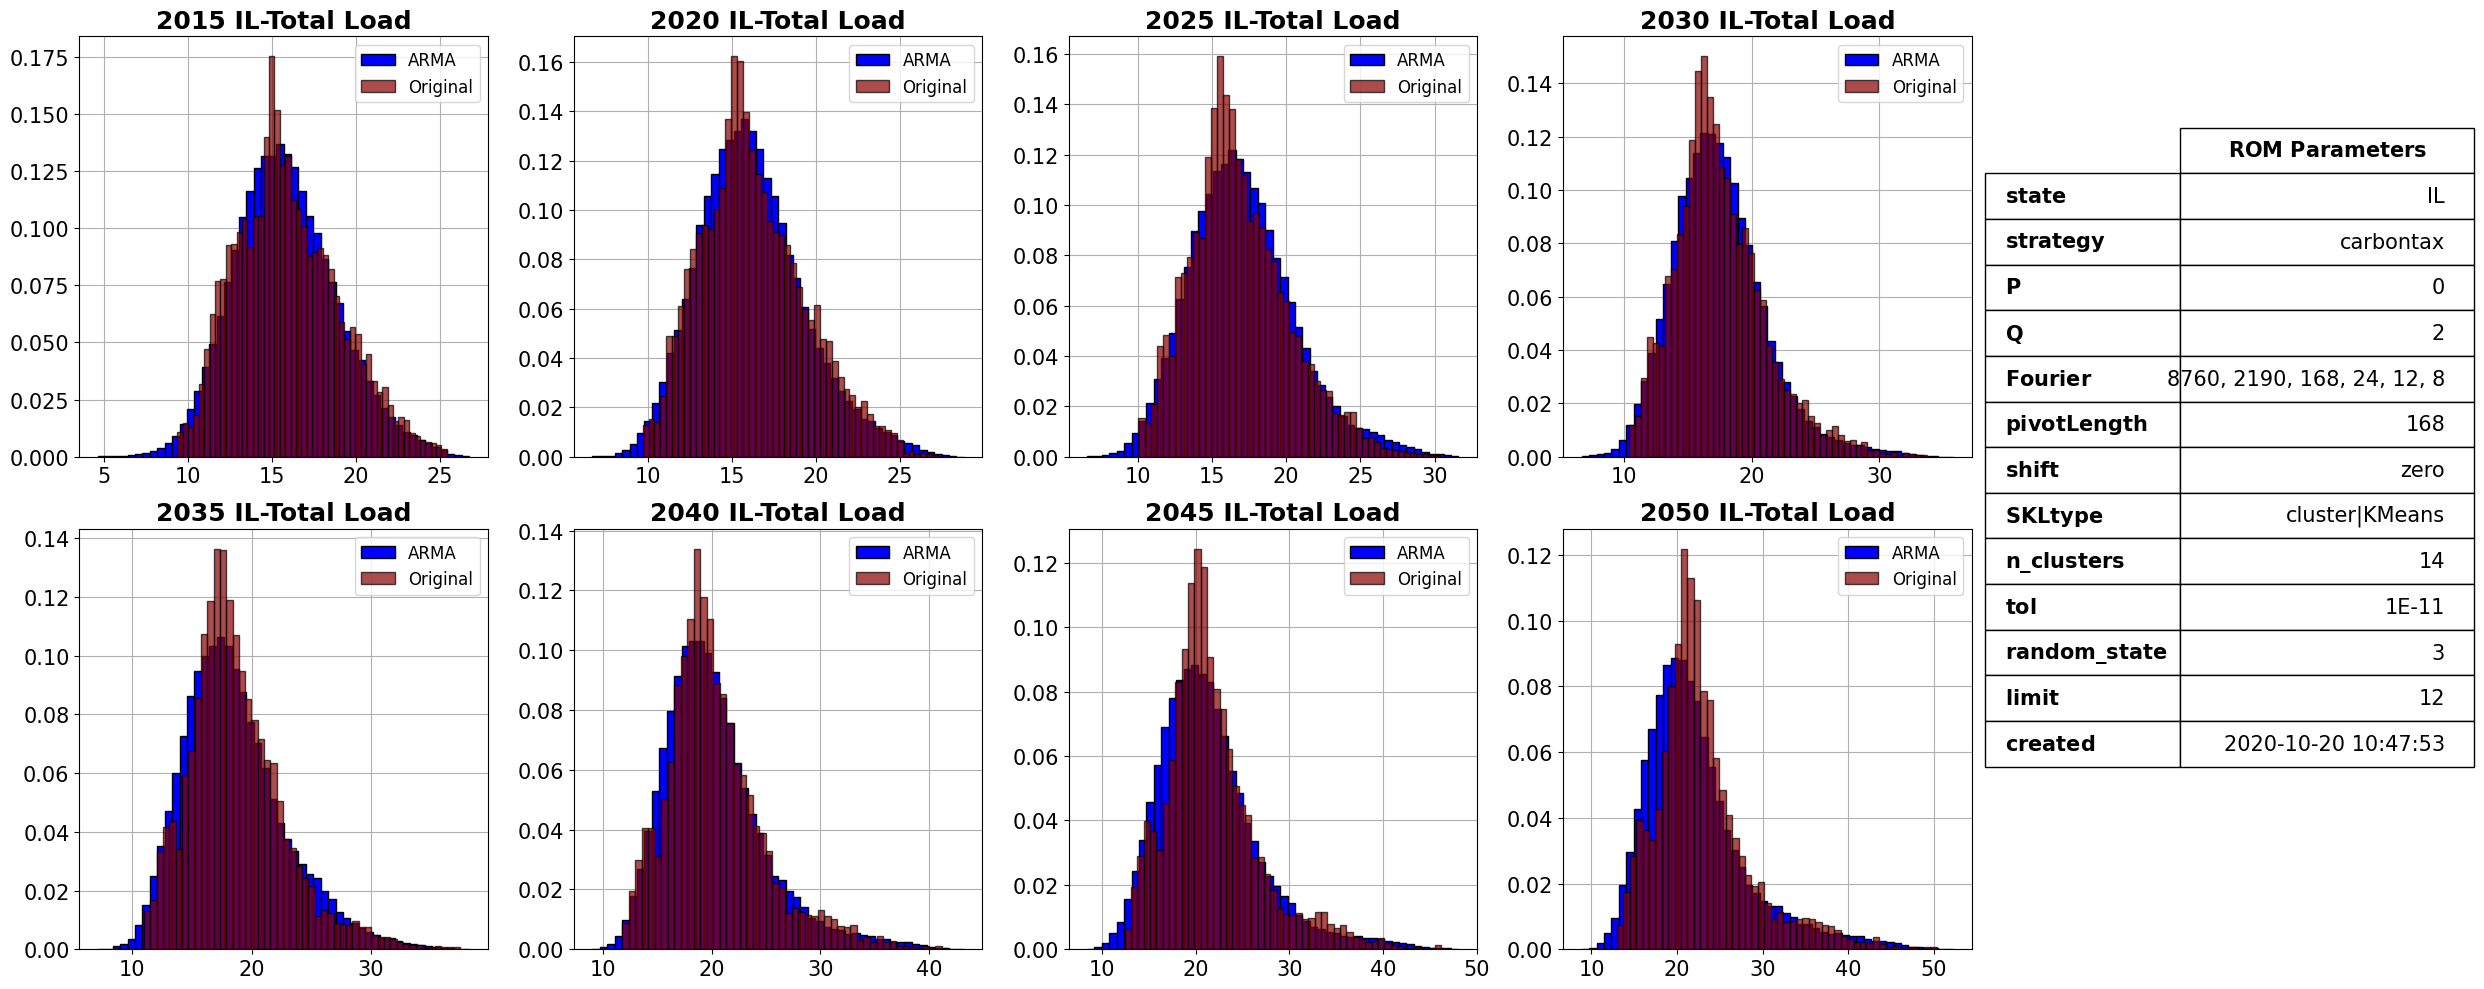 2015 IL-Total Load
0.175
0.150
0.125
0.100
0.075
0.050
0.025
0.000
5 10 15 20 25
ARMA
Original
2020 IL-Total Load
0.16
0.14
0.12
0.10
0.08
0.06
0.04
0.02
0.00
10 15 20 25
ARMA
Original
2025 IL-Total Load
0.16
0.14
0.12
0.10
0.08
0.06
0.04
0.02
0.00
10 15 20 25 30
ARMA
Original
2030 IL-Total Load
0.14
0.12
0.10
0.08
0.06
0.04
0.02
0.00
10 20 30
ARMA
Original
2035 IL-Total Load
0.14
0.12
0.10
0.08
0.06
0.04
0.02
0.00
10 20 30
ARMA
Original
2040 IL-Total Load
0.14
0.12
0.10
0.08
0.06
0.04
0.02
0.00
10 20 30 40
ARMA
Original
2045 IL-Total Load
0.12
0.10
0.08
0.06
0.04
0.02
0.00
10 20 30 40 50
ARMA
Original
2050 IL-Total Load
0.12
0.10
0.08
0.06
0.04
0.02
0.00
10 20 30 40 50
ARMA
Original
ROM Parameters
state IL
strategy carbontax
P 0
Q 2
Fourier 8760, 2190, 168, 24, 12, 8
pivotLength 168
shift zero
SKLtype cluster|KMeans
n_clusters 14
tol 1E-11
random_state 3
limit 12
created 2020-10-20 10:47:53